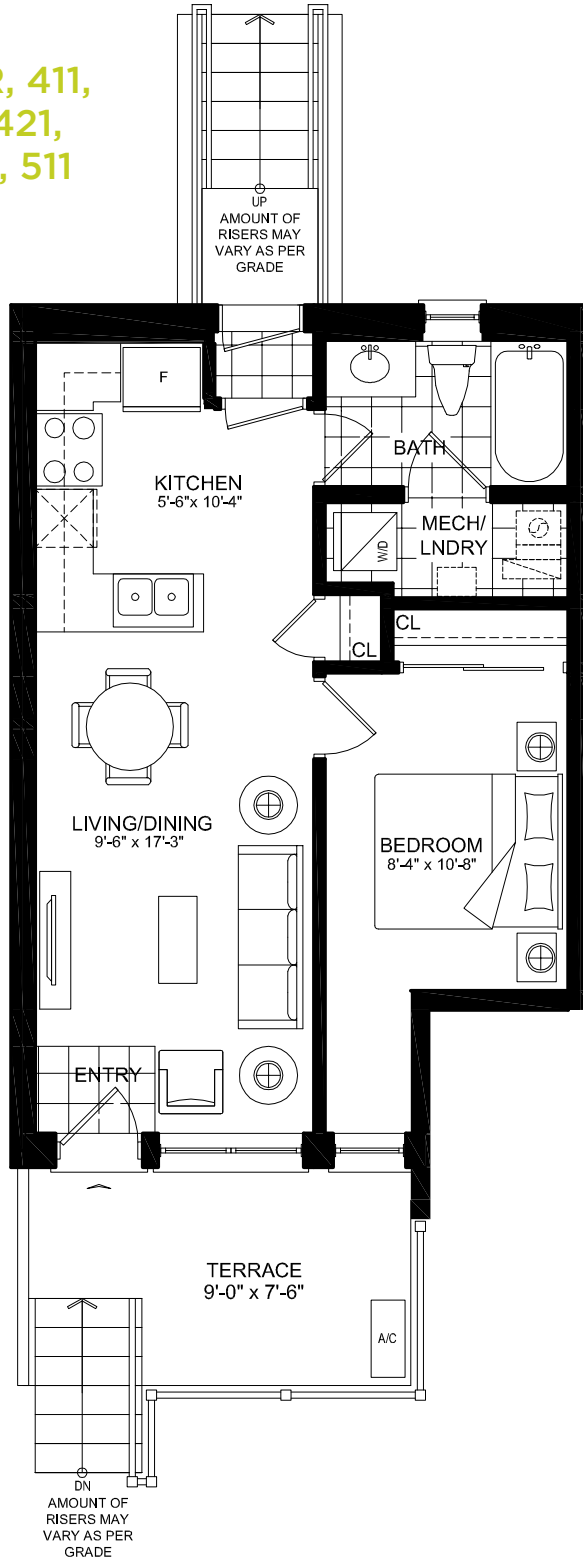 R, 411,
421,
, 511
UP
AMOUNT OF
RISERS MAY
VARY AS PER
GRADE
F
KITCHEN
5'-6"x 10'-4"
BATH
MECH/
LNDRY
W/D
CL
CL
LIVING/DINING
9'-6" x 17'-3"
BEDROOM
8'-4" x 10'-8"
ENTRY
TERRACE
9'-0" x 7'-6"
A/C
DN
AMOUNT OF
RISERS MAY
VARY AS PER
GRADE